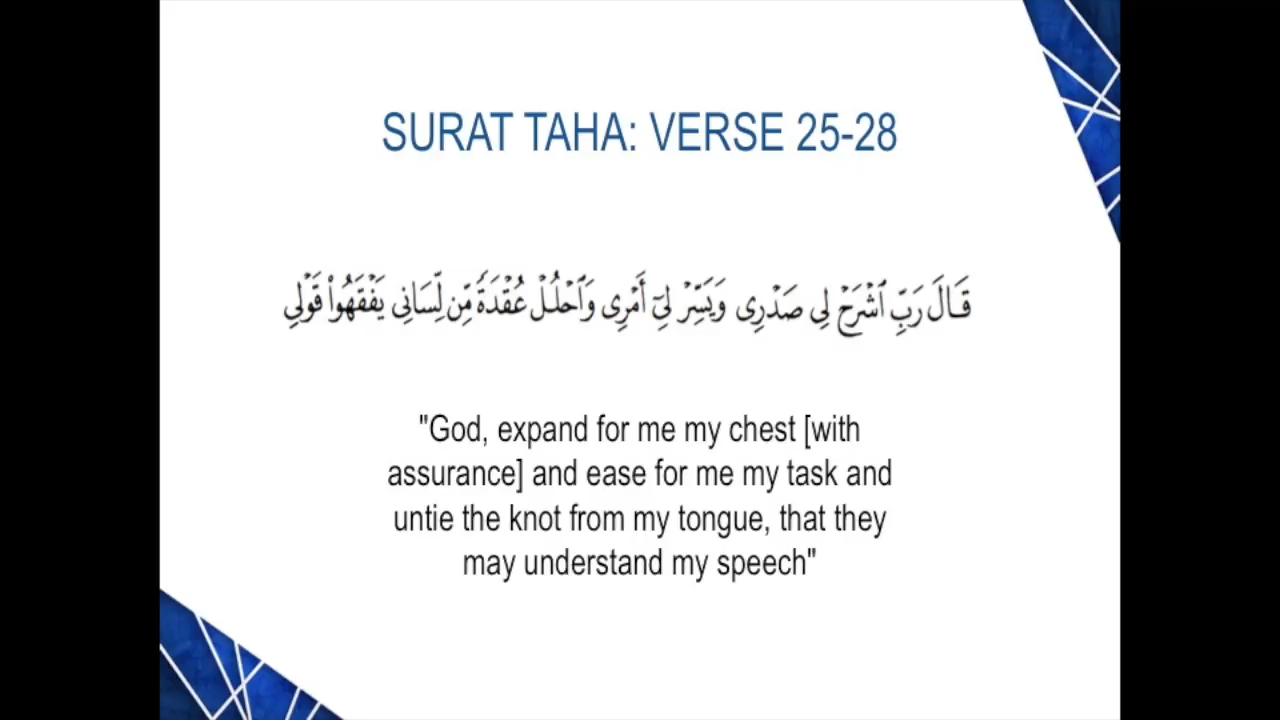 SURAT TAHA: VERSE 25-28
قَالَ رَبِّ ٱشْرَحْ لِى صَدْرِى وَيَسِّرْ لِىٓ أَمْرِى وَٱحْلُلْ عُقْدَةً مِّن لِّسَانِى يَفْقَهُوا۟ قَوْلِى
"God, expand for me my chest [with
assurance] and ease for me my task and
untie the knot from my tongue, that they
may understand my speech"